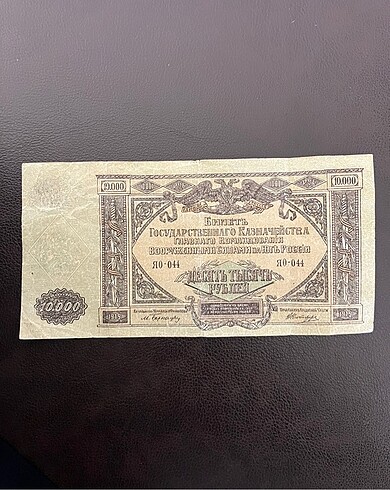 10.000
10.000
Билетъ
Государственнаго Казначейства
Главнаго Командованія
Вооруженными Силами на Югѣ Россіи
ЯО-044 ЯО-044
ДЕСЯТЬ ТЫСЯЧЪ
РУБЛЕЙ
10.000